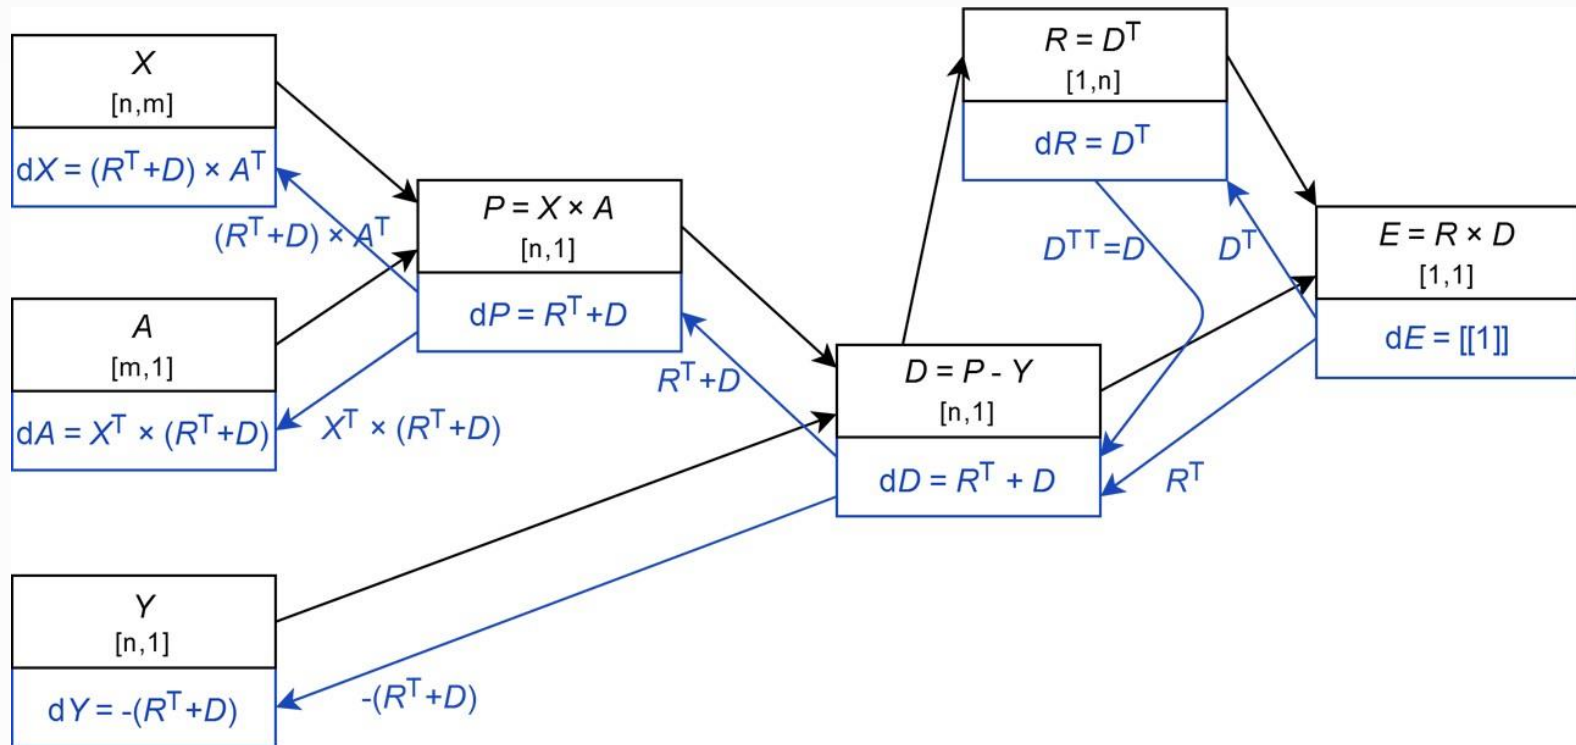 X
[n,m]
dX = (Rᵀ+D) × Aᵀ
(Rᵀ+D) × Aᵀ
A
[m,1]
dA = Xᵀ × (Rᵀ+D)
Xᵀ × (Rᵀ+D)
Y
[n,1]
dY = -(Rᵀ+D)
-(Rᵀ+D)
P = X × A
[n,1]
dP = Rᵀ+D
Rᵀ+D
D = P - Y
[n,1]
dD = Rᵀ + D
R = Dᵀ
[1,n]
dR = Dᵀ
Dᵀᵀ=D
Dᵀ
Rᵀ
E = R × D
[1,1]
dE = [[1]]